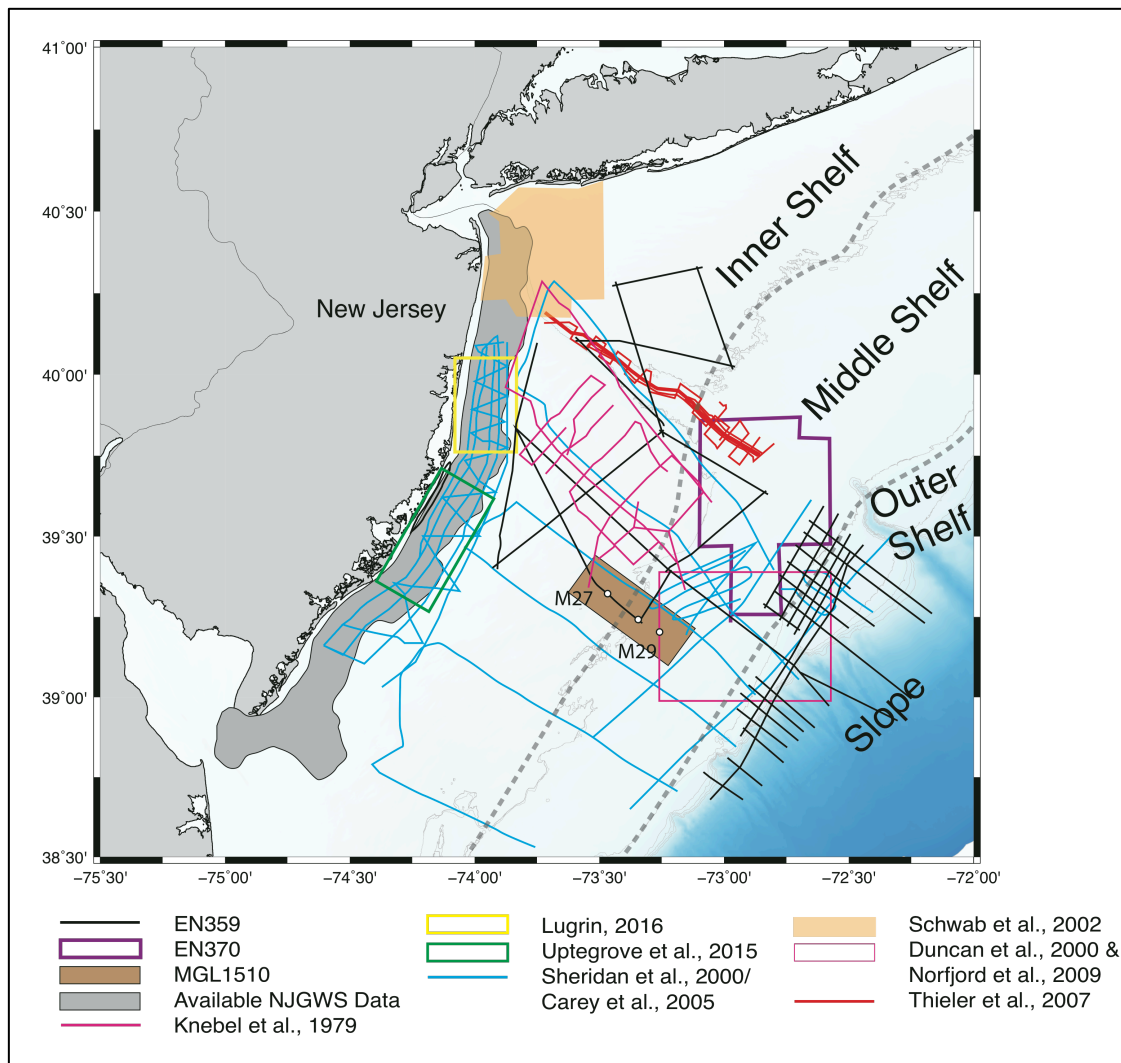 41˚00'
40˚30'
40˚00'
39˚30'
39˚00'
38˚30'
−75˚30'
−75˚00'
−74˚30'
−74˚00'
−73˚30'
−73˚00'
−72˚30'
−72˚00'
New Jersey
Inner Shelf
Middle Shelf
Outer
Shelf
Slope
M27
M29
EN359
EN370
MGL1510
Available NJGWS Data
Knebel et al., 1979
Lugrin, 2016
Uptegrove et al., 2015
Sheridan et al., 2000/
Carey et al., 2005
Schwab et al., 2002
Duncan et al., 2000 &
Norfjord et al., 2009
Thieler et al., 2007